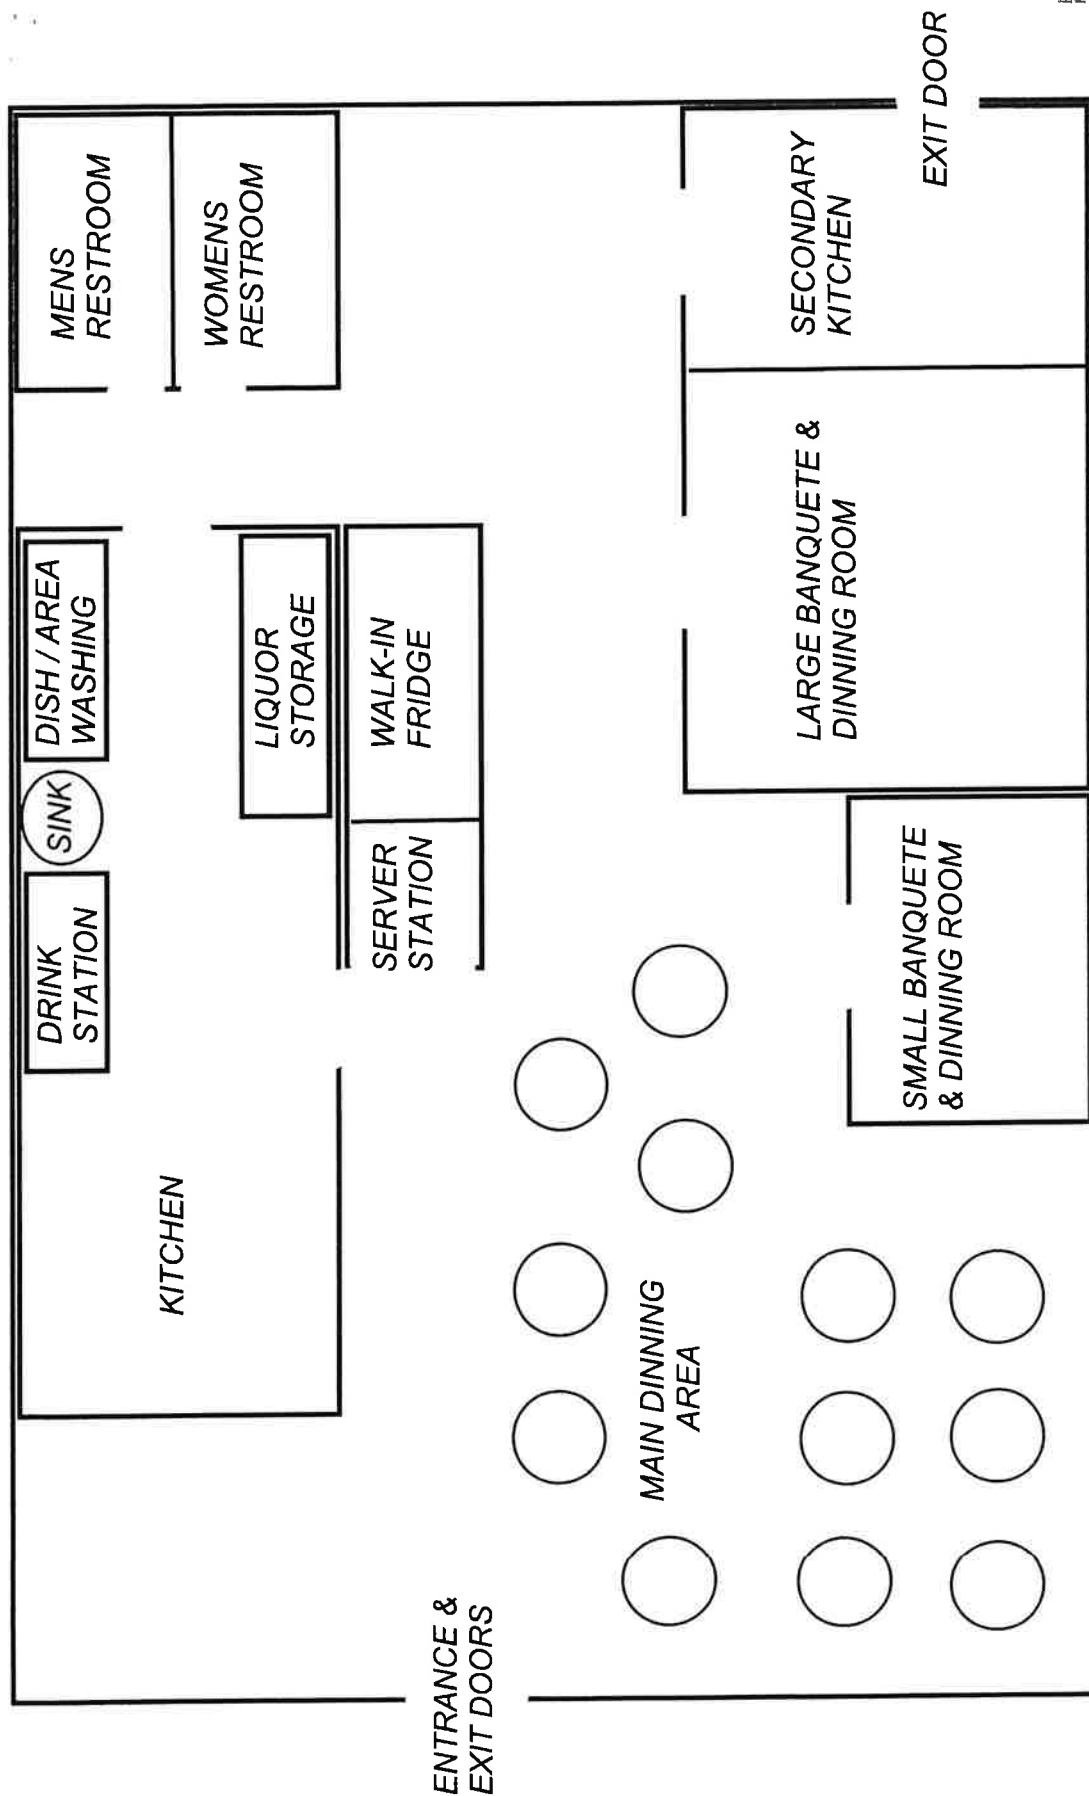 MENS
RESTROOM
WOMENS
RESTROOM
DISH / AREA
WASHING
SINK
DRINK
STATION
LIQUOR
STORAGE
WALK-IN
FRIDGE
SERVER
STATION
KITCHEN
SECONDARY
KITCHEN
EXIT DOOR
LARGE BANQUETE &
DINNING ROOM
SMALL BANQUETE
& DINNING ROOM
MAIN DINNING
AREA
ENTRANCE &
EXIT DOORS